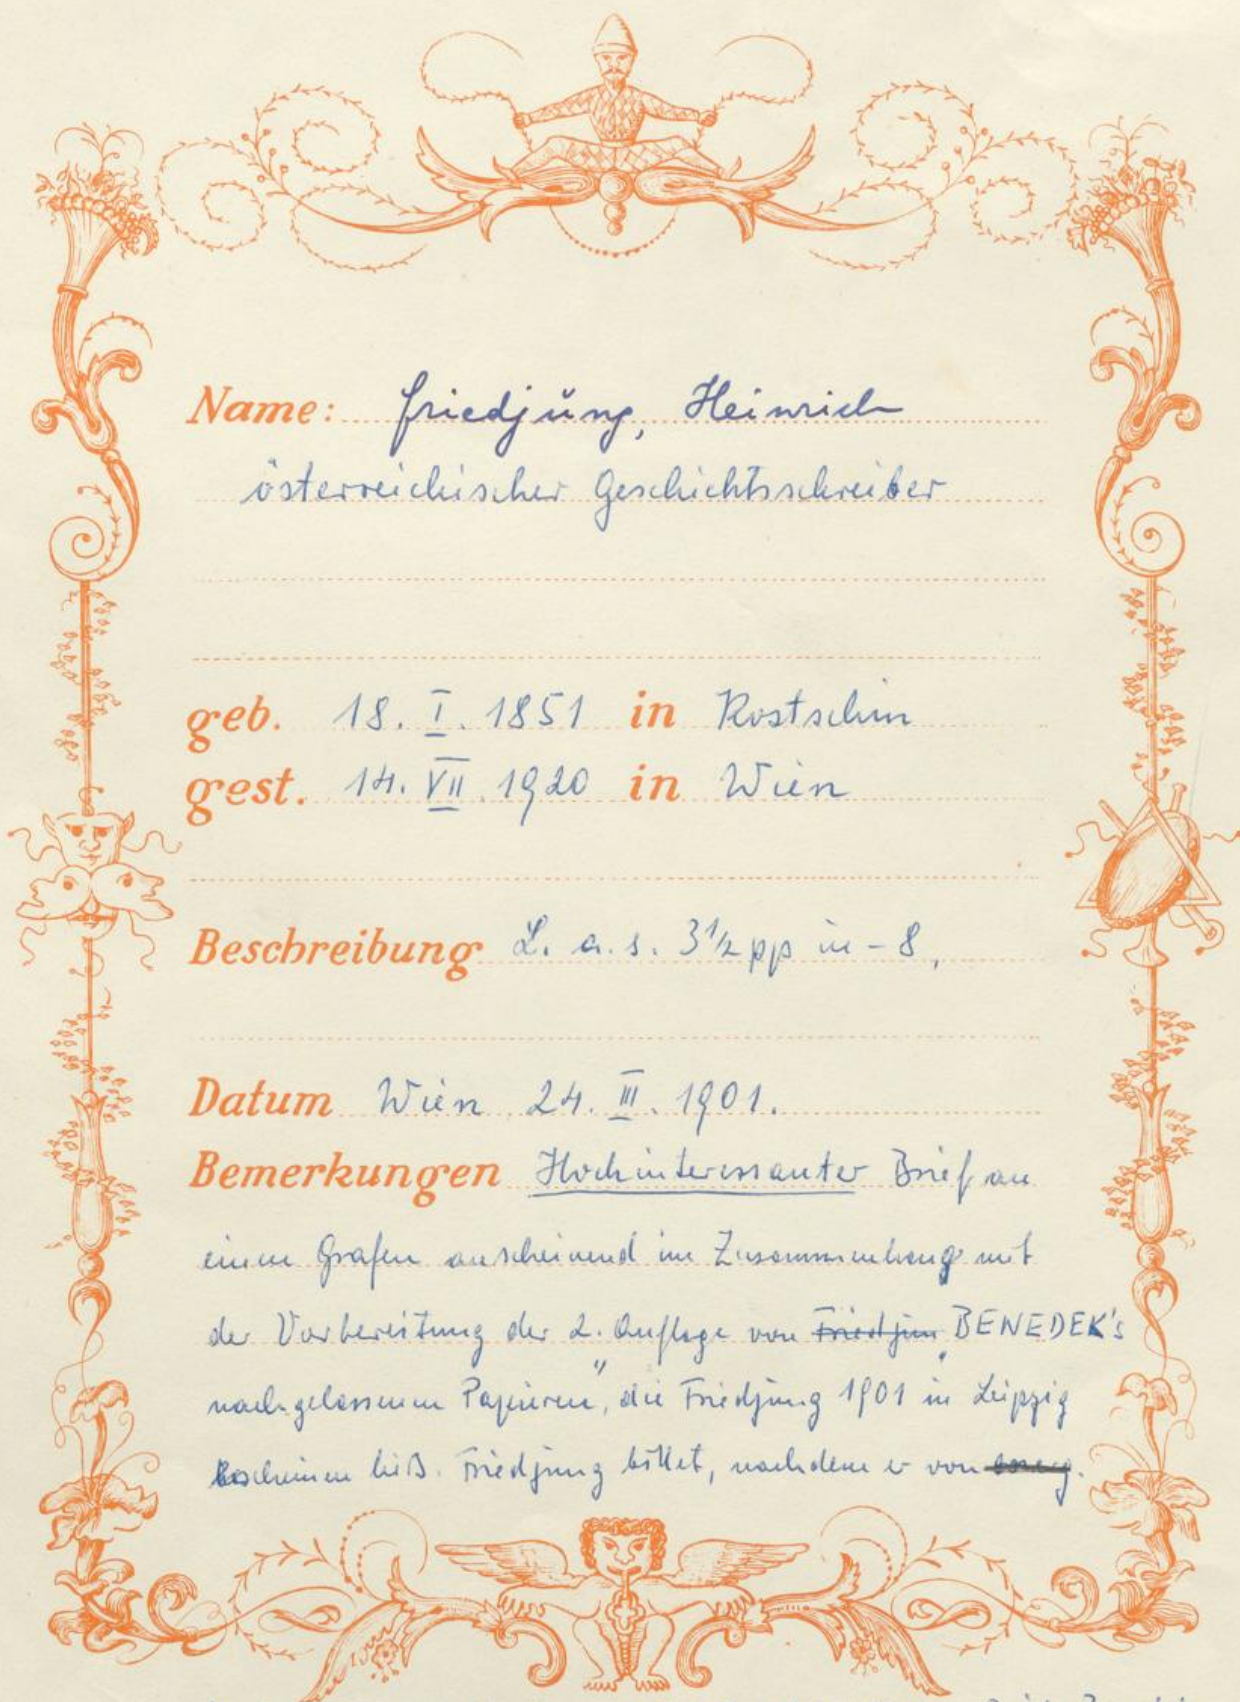 Name: Friedjung, Heinrich
österreichischer Geschichtsschreiber
geb. 18. I. 1851 in Rostschin
gest. 14. VII. 1920 in Wien
Beschreibung L. a. s. 3 1/2 pp in - 8,
Datum Wien 24. III. 1901.
Bemerkungen Hochinteressanter Brief an
einen Grafen anscheinend im Zusammenhang mit
der Vorbereitung der 2. Auflage von Friedjun „BENEDEK's
nachgelassenen Papieren", die Friedjung 1901 in Leipzig
erscheinen ließ. Friedjung bittet, nachdem er von